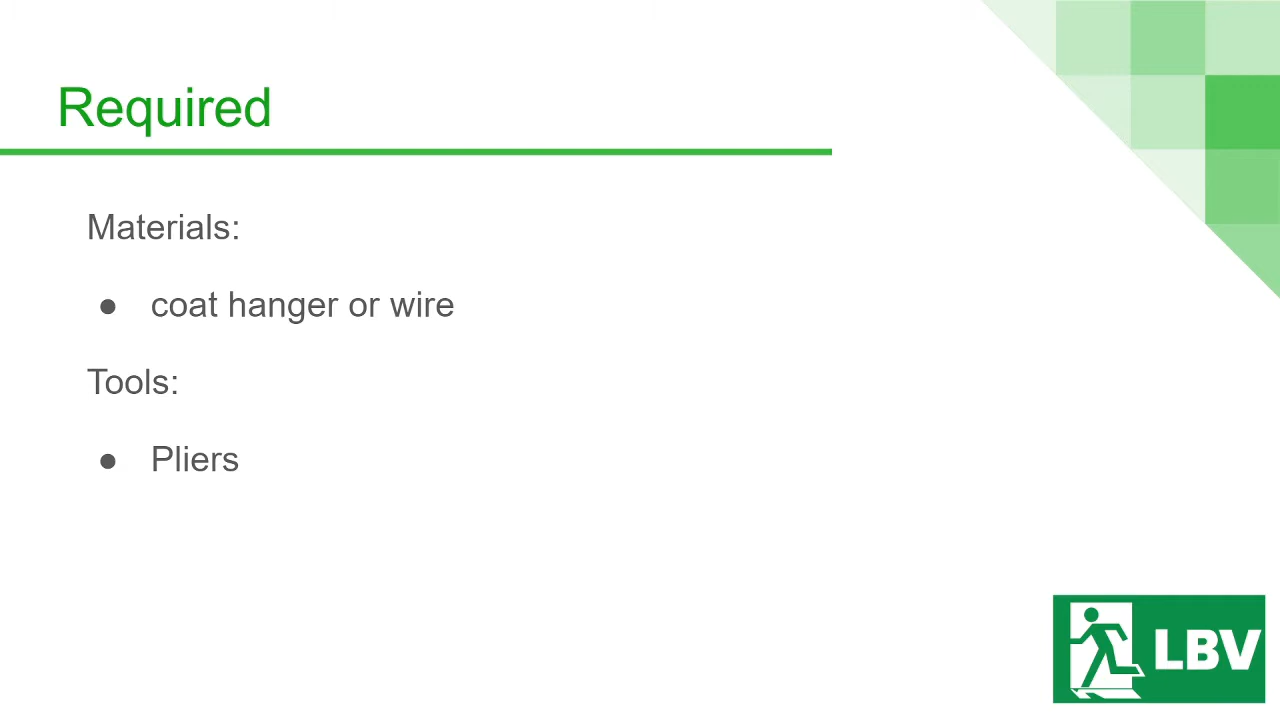 Required
Materials:
● coat hanger or wire
Tools:
● Pliers
LBV